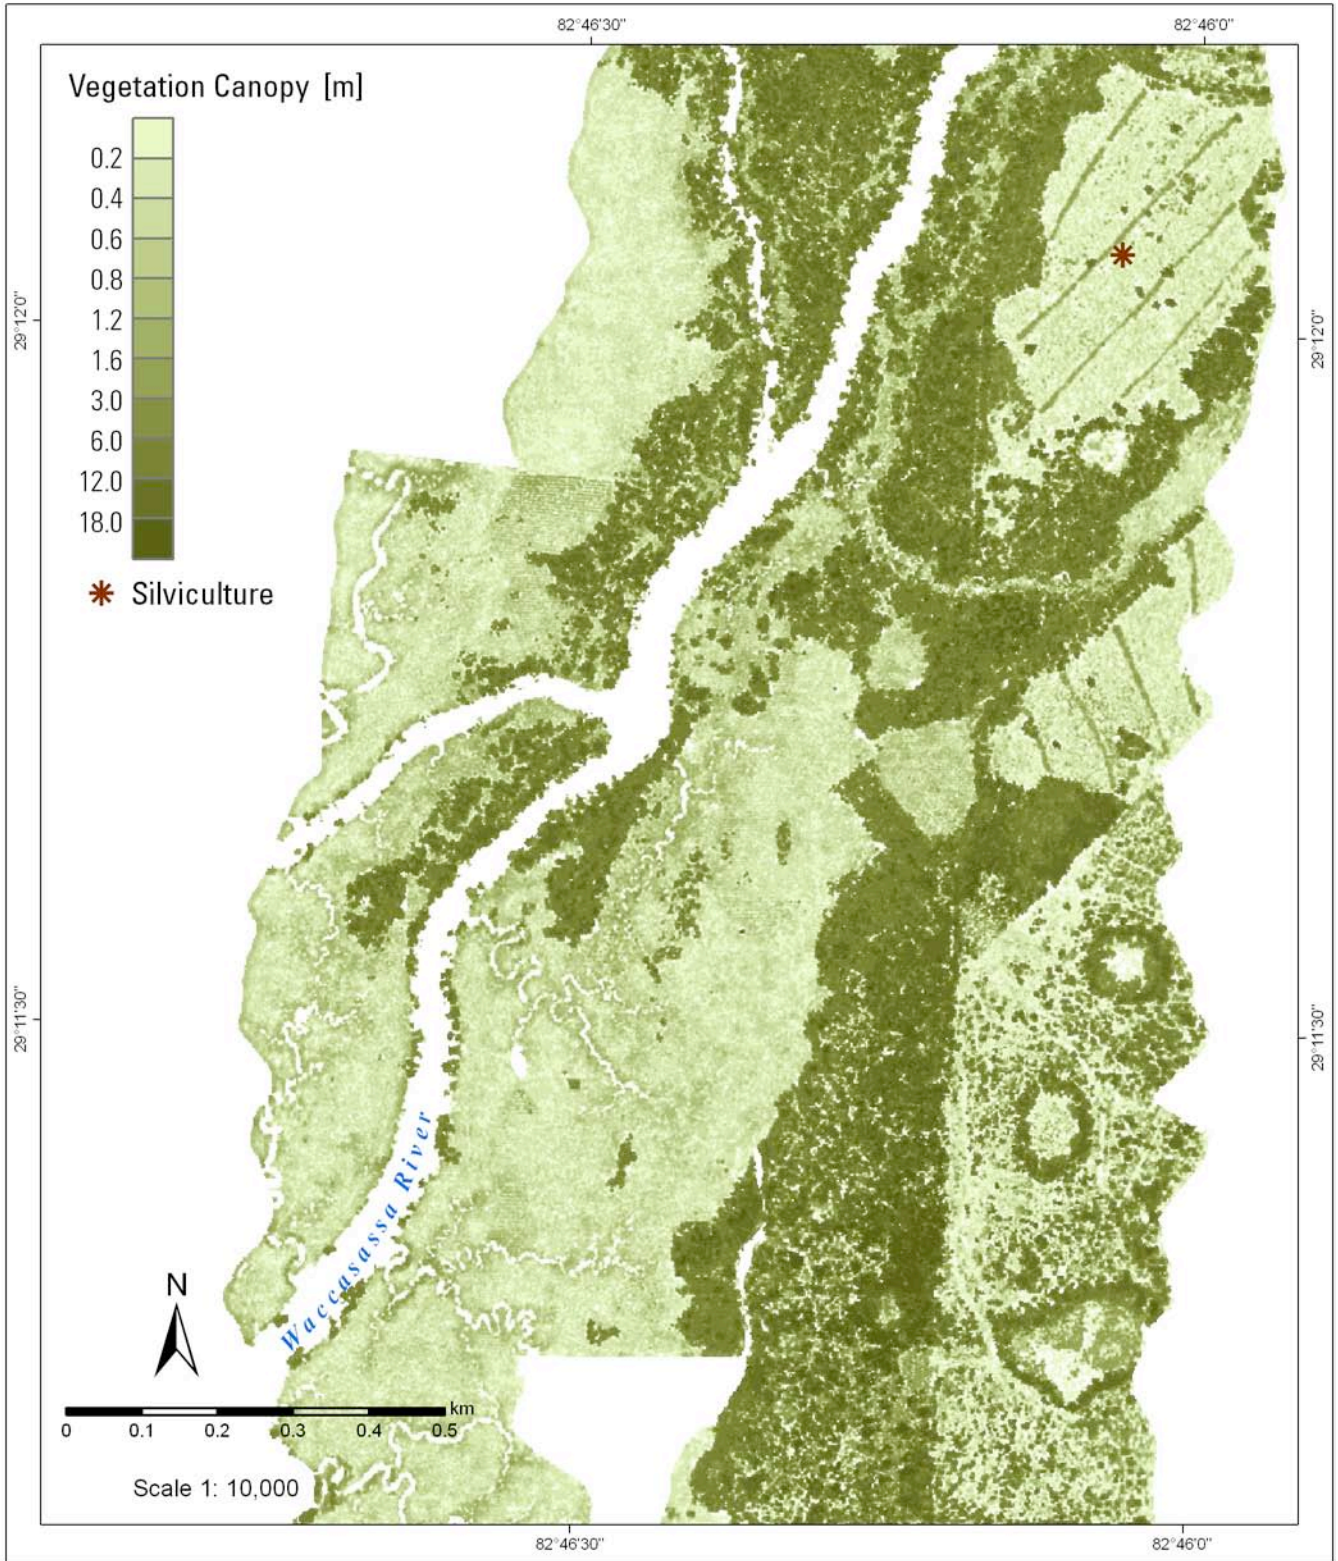 82°46'30"
82°46'0"
Vegetation Canopy [m]
0.2
0.4
0.6
0.8
1.2
1.6
3.0
6.0
12.0
18.0
Silviculture
29°12'0"
29°12'0"
29°11'30"
29°11'30"
Waccasassa River
N
km
0 0.1 0.2 0.3 0.4 0.5
Scale 1: 10,000
82°46'30"
82°46'0"